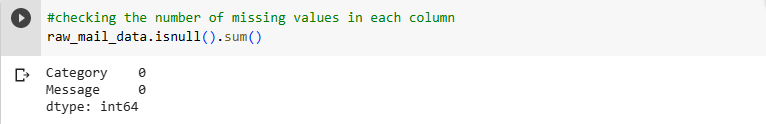 #checking the number of missing values in each column
raw_mail_data.isnull().sum()
Category    0
Message     0
dtype: int64